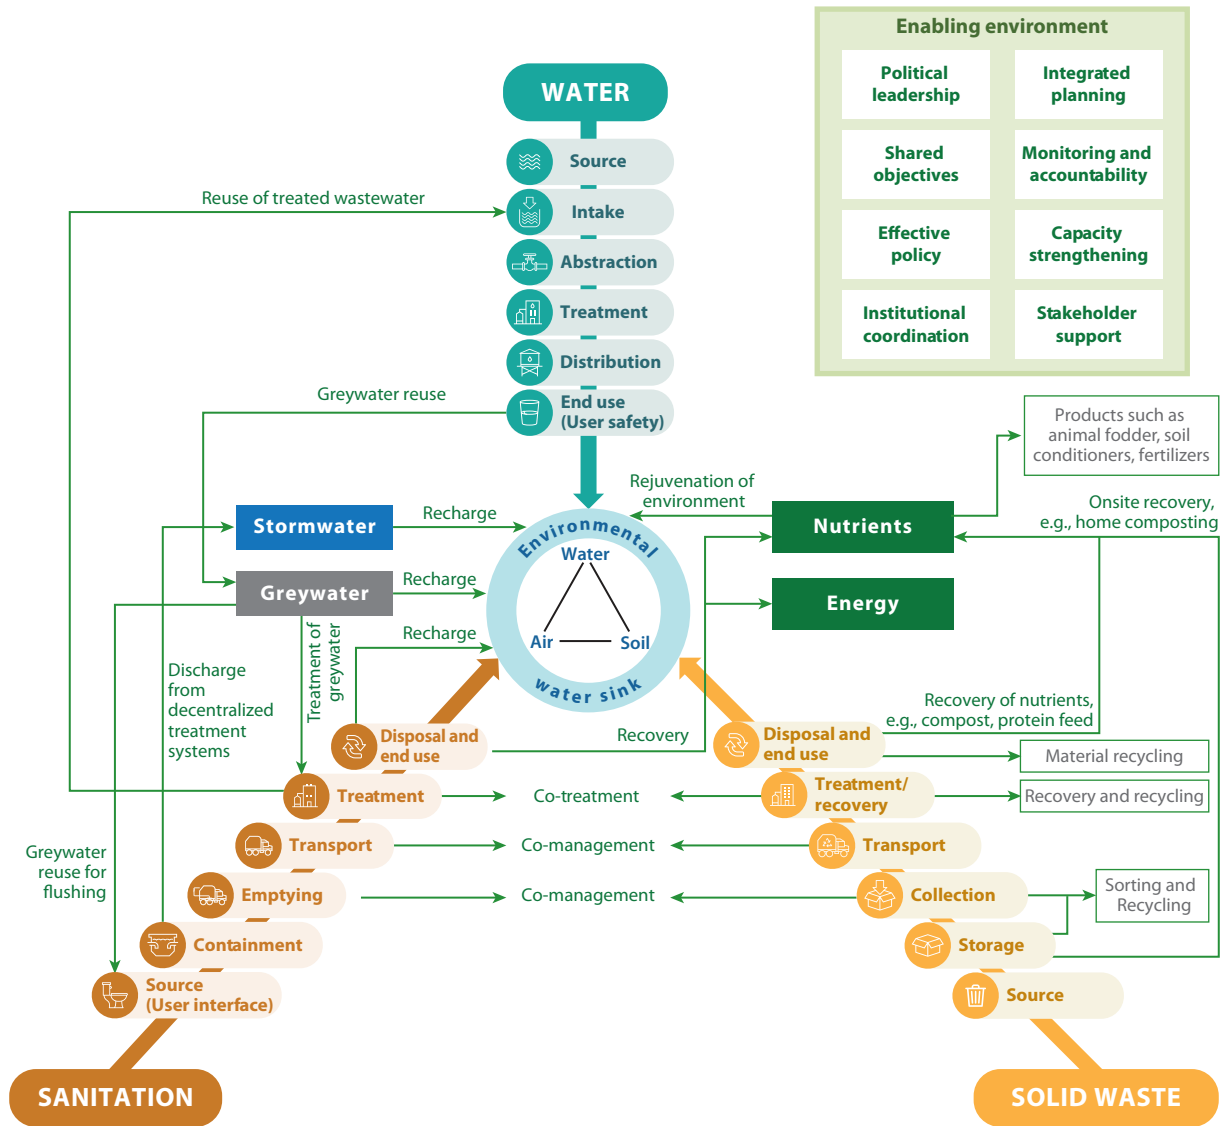 Enabling environment
Political
leadership
Integrated
planning
Shared
objectives
Monitoring and
accountability
Effective
policy
Capacity
strengthening
Institutional
coordination
Stakeholder
support
WATER
Source
Reuse of treated wastewater
Intake
Abstraction
Treatment
Distribution
Greywater reuse
End use
(User safety)
Products such as
animal fodder, soil
conditioners, fertilizers
Rejuvenation of
environment
Onsite recovery,
e.g., home composting
Stormwater
Recharge
Nutrients
Environmental
Water
Air
Soil
water sink
Greywater
Recharge
Energy
Recharge
Treatment of
greywater
Discharge
from
decentralized
treatment
systems
Recovery of nutrients,
e.g., compost, protein feed
Disposal and
end use
Recovery
Disposal and
end use
Material recycling
Treatment
Co-treatment
Treatment/
recovery
Recovery and recycling
Greywater
reuse for
flushing
Transport
Co-management
Transport
Emptying
Co-management
Collection
Sorting and
Recycling
Containment
Storage
Source
(User interface)
Source
SANITATION
SOLID WASTE